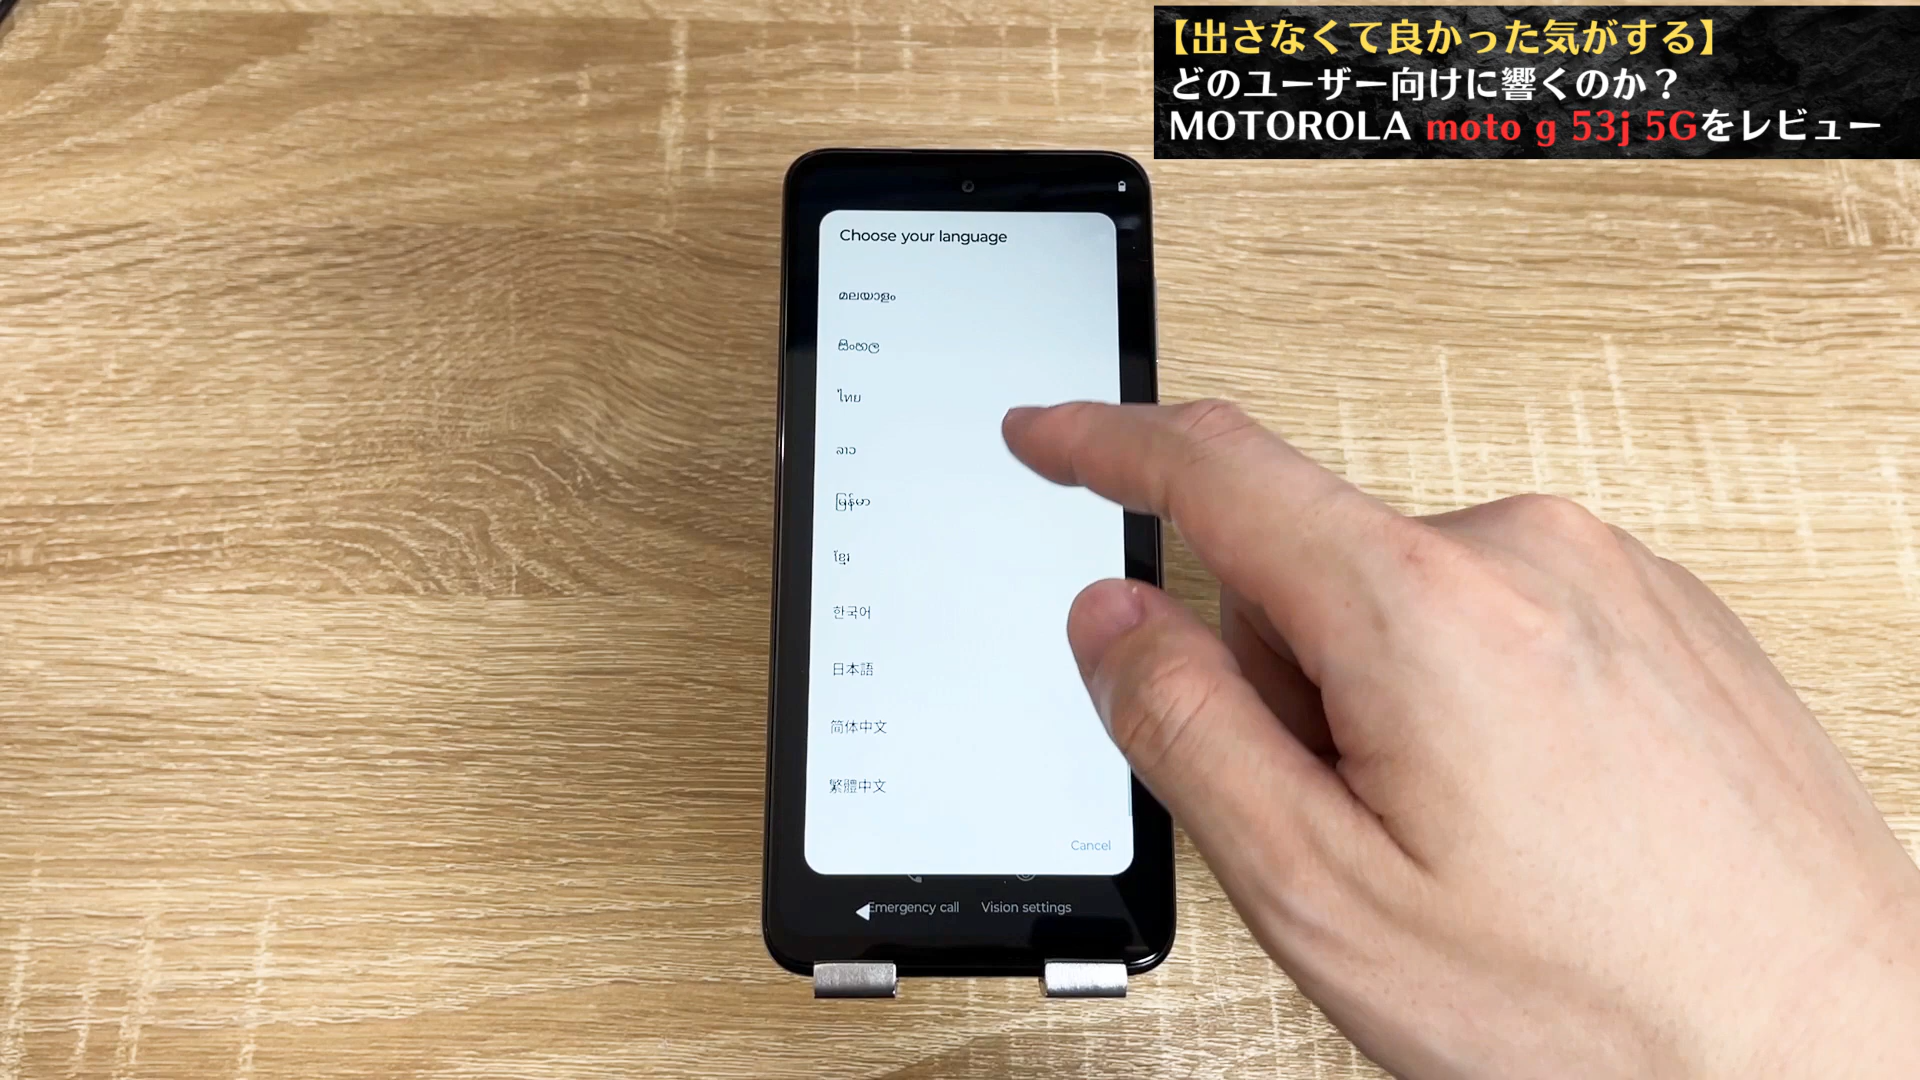 【出さなくて良かった気がする】
どのユーザー向けに響くのか？
MOTOROLA moto g 53j 5Gをレビュー
Choose your language
മലയാളം
සිංහල
ไทย
ລາວ
မြန်မာ
ខ្មែរ
한국어
日本語
简体中文
繁體中文
Cancel
Emergency call
Vision settings